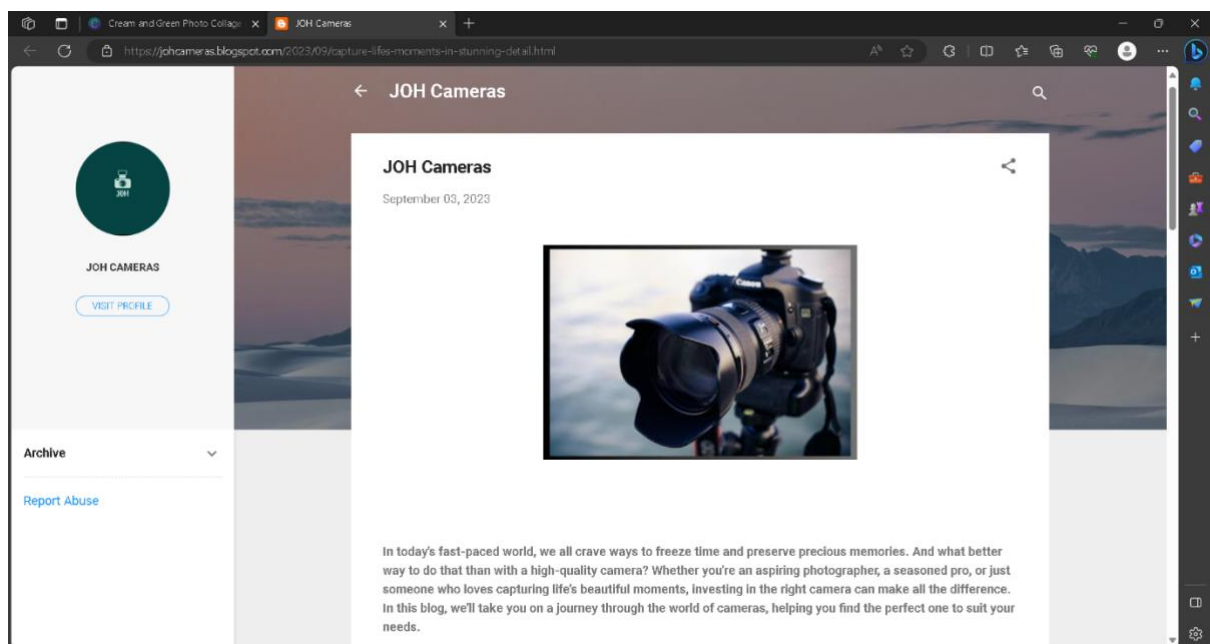 Cream and Green Photo Collage
JOH Cameras
https://johcameras.blogspot.com/2023/09/capture-lifes-moments-in-stunning-detail.html
JOH Cameras
JOH
JOH CAMERAS
VISIT PROFILE
Archive
Report Abuse
JOH Cameras
September 03, 2023
Canon
In today's fast-paced world, we all crave ways to freeze time and preserve precious memories. And what better
way to do that than with a high-quality camera? Whether you're an aspiring photographer, a seasoned pro, or just
someone who loves capturing life's beautiful moments, investing in the right camera can make all the difference.
In this blog, we'll take you on a journey through the world of cameras, helping you find the perfect one to suit your
needs.